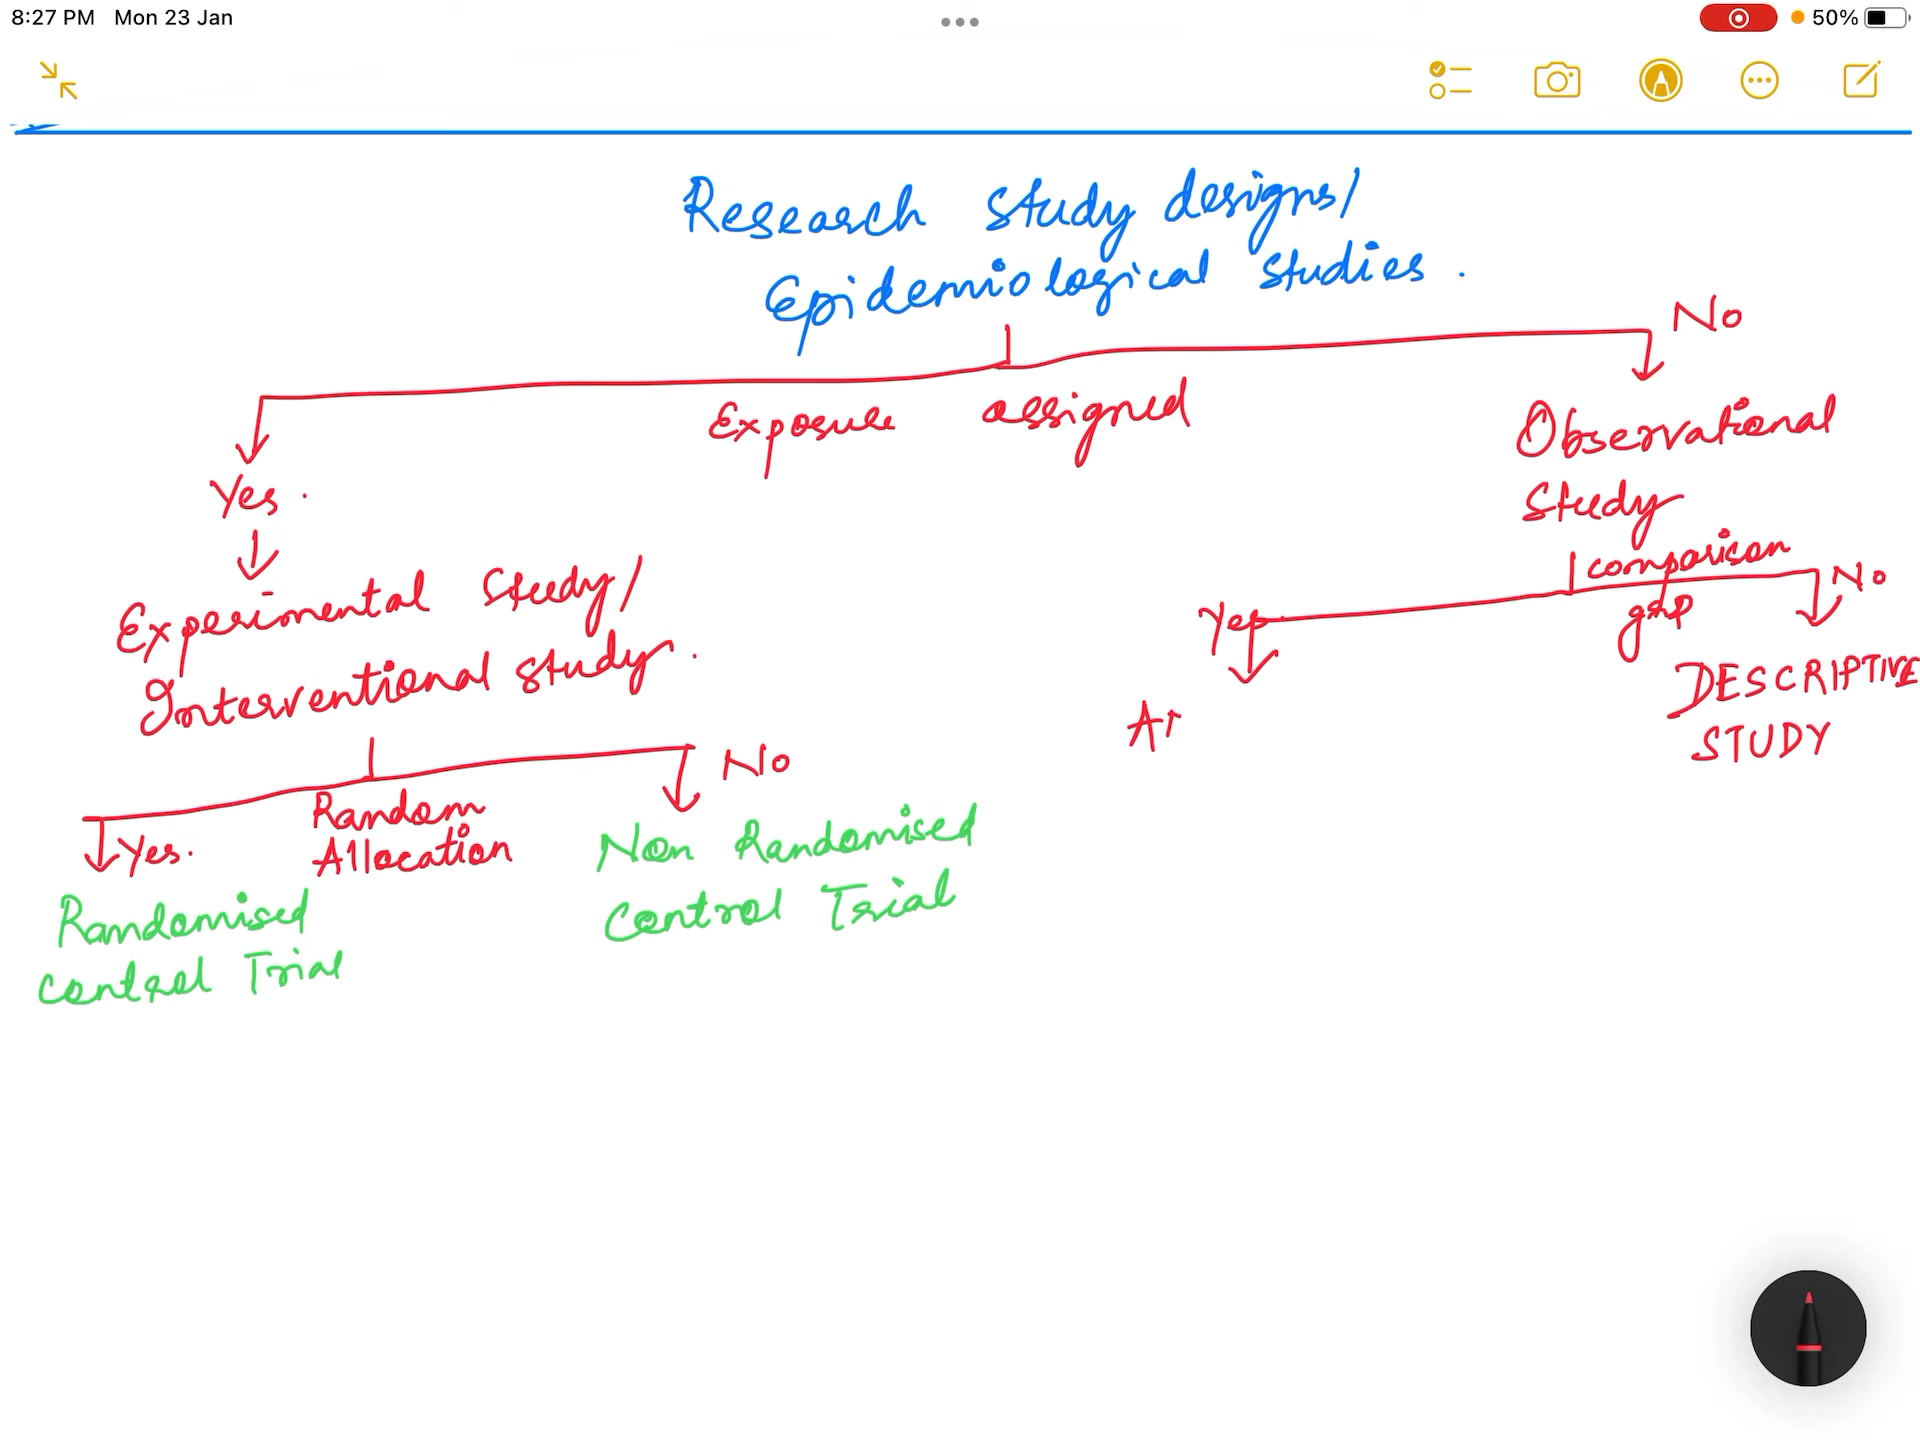 8:27 PM Mon 23 Jan
50%
Research study designs/
Epidemiological studies.
No
Exposure assigned
Yes.
Observational
Study
comparison
grp
Yes
No
Experimental Study/
Interventional study.
DESCRIPTIVE
STUDY
No
Random
Allocation
Yes.
Non Randomised
Control Trial
Randomised
Control Trial